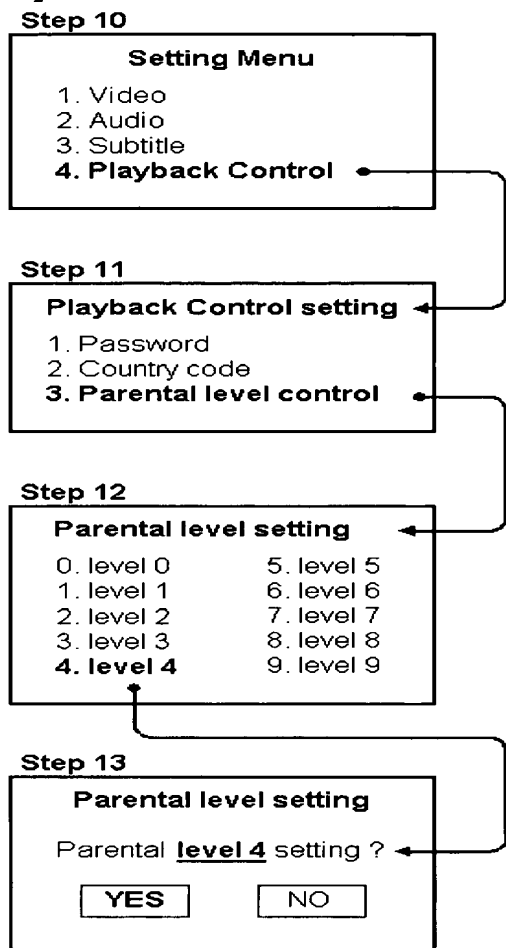 Step 10
Setting Menu
1. Video
2. Audio
3. Subtitle
4. Playback Control
Step 11
Playback Control setting
1. Password
2. Country code
3. Parental level control
Step 12
Parental level setting
0. level 0 5. level 5
1. level 1 6. level 6
2. level 2 7. level 7
3. level 3 8. level 8
4. level 4 9. level 9
Step 13
Parental level setting
Parental level 4 setting ?
YES NO